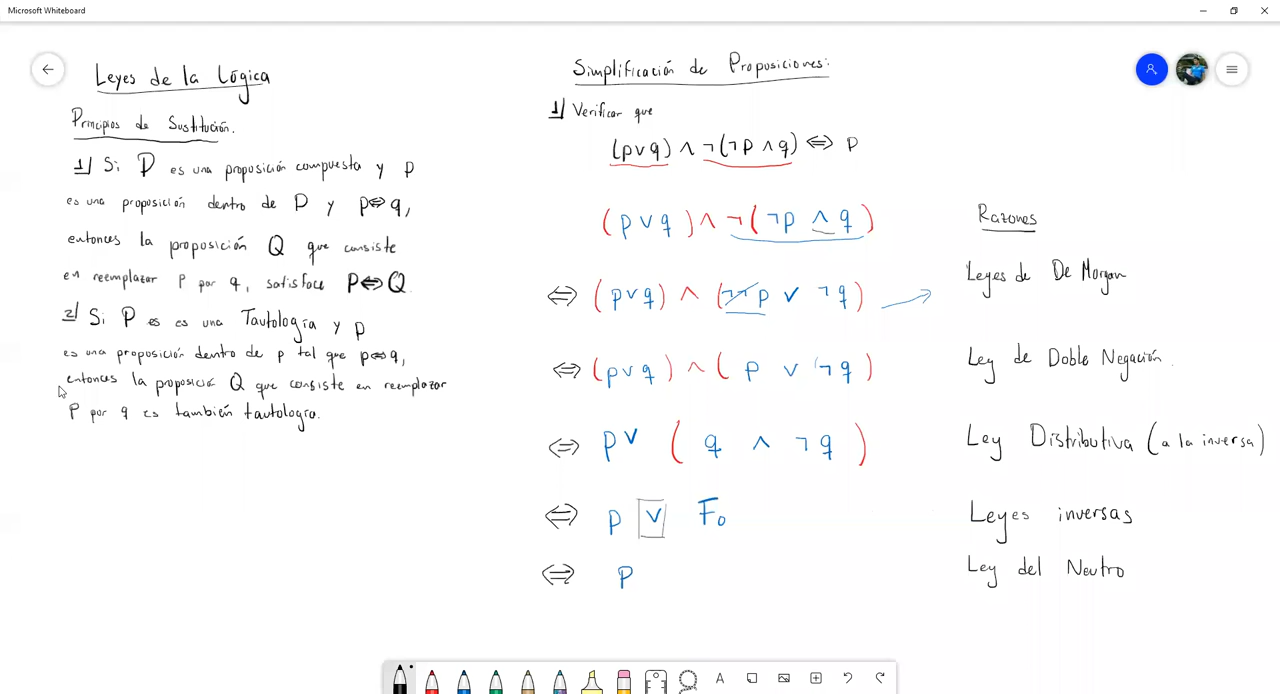 Microsoft Whiteboard
Leyes de la Lógica
Principios de Sustitución.
1) Si P es una proposición compuesta y p
es una proposición dentro de P y p⇔q,
entonces la proposición Q que consiste
en reemplazar p por q, satisface P⇔Q.
2) Si P es es una Tautología y p
es una proposición dentro de p tal que p⇔q,
entonces la proposició Q que consiste en reemplazar
P por q es también tautologra.
Simplificación de Proposiciones:
1) Verificar que
(p∨q) ∧ ¬(¬p ∧ q) ⇔ p
(p∨q) ∧ ¬(¬p ∧ q)
Razones
⇔ (p∨q) ∧ (¬¬p ∨ ¬q) → Leyes de De Morgan
⇔ (p∨q) ∧ (p ∨ ¬q) Ley de Doble Negación.
⇔ p∨ (q ∧ ¬q) Ley Distributiva (a la inversa)
⇔ p ∨ F₀ Leyes inversas
⇔ p Ley del Neutro